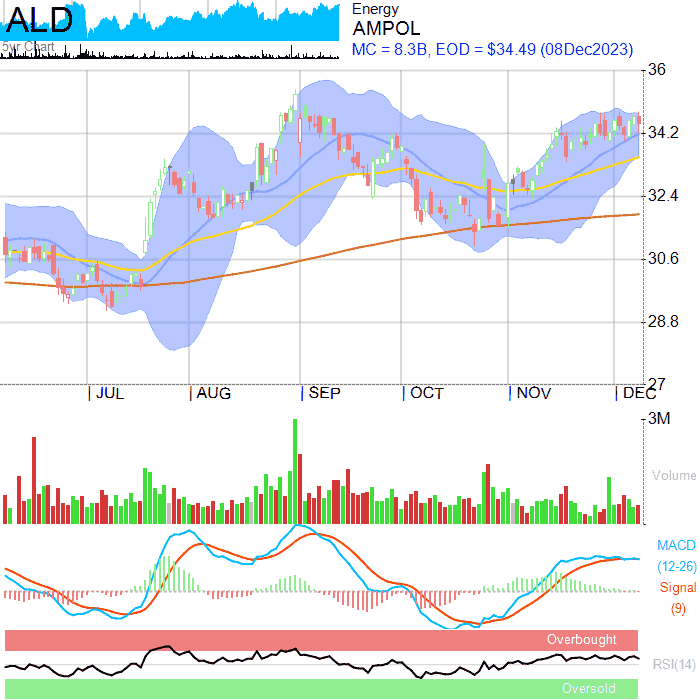 ALD
5yr Chart
Energy
AMPOL
MC = 8.3B, EOD = $34.49 (08Dec2023)
36
34.2
32.4
30.6
28.8
27
JUL AUG SEP OCT NOV DEC
3M
Volume
MACD
(12-26)
Signal
(9)
Overbought
RSI(14)
Oversold